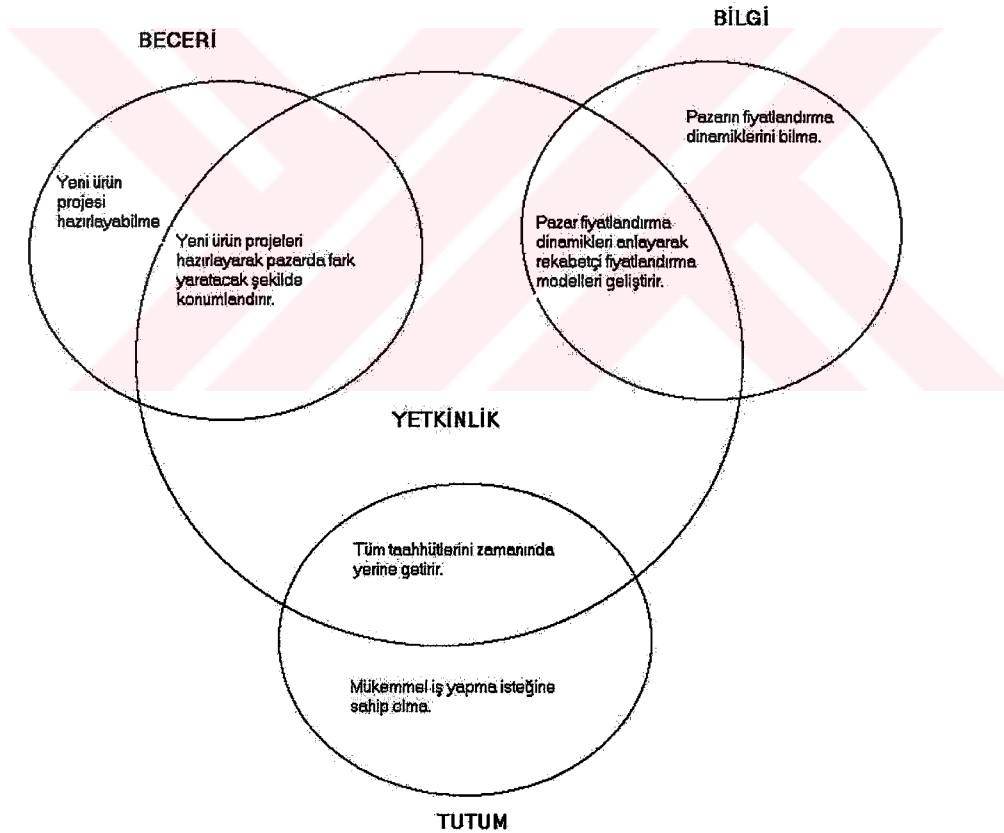 BECERİ
BİLGİ
Pazarın fiyatlandırma
dinamiklerini bilme.
Yeni ürün
projesi
hazırlayabilme
Yeni ürün projeleri
hazırlayarak pazarda fark
yaratacak şekilde
konumlandırır.
Pazar fiyatlandırma
dinamikleri anlayarak
rekabetçi fiyatlandırma
modelleri geliştirir.
YETKİNLİK
Tüm taahhütlerini zamanında
yerine getirir.
Mükemmel iş yapma isteğine
sahip olma.
TUTUM